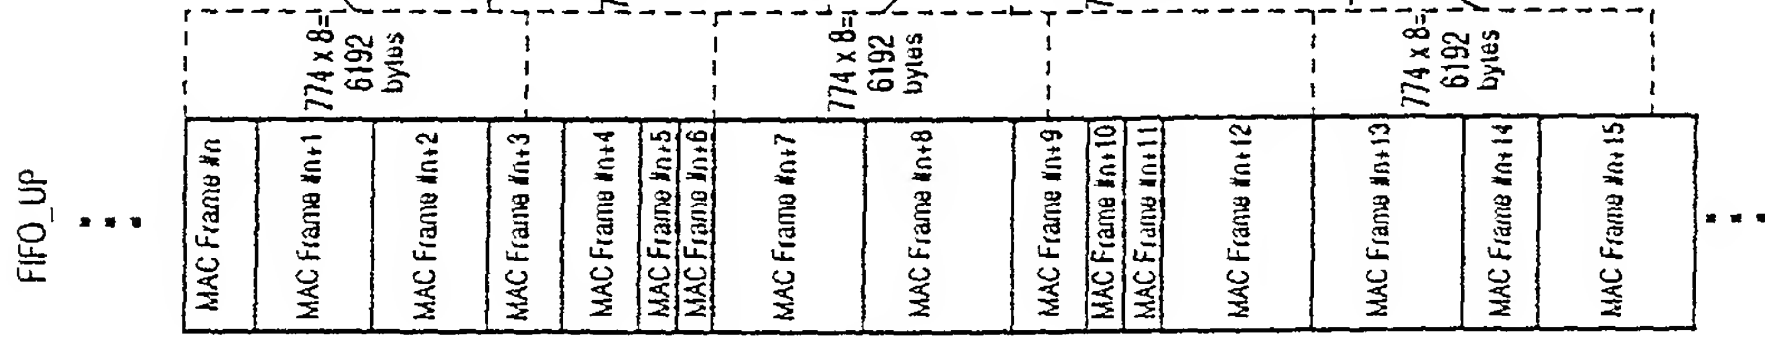 FIFO_UP
774 x 8=
6192
bytes
774 x 8=
6192
bytes
774 x 8=
6192
bytes
MAC Frame #n
MAC Frame #n+1
MAC Frame #n+2
MAC Frame #n+3
MAC Frame #n+4
MAC Frame #n+5
MAC Frame #n+6
MAC Frame #n+7
MAC Frame #n+8
MAC Frame #n+9
MAC Frame #n+10
MAC Frame #n+11
MAC Frame #n+12
MAC Frame #n+13
MAC Frame #n+14
MAC Frame #n+15